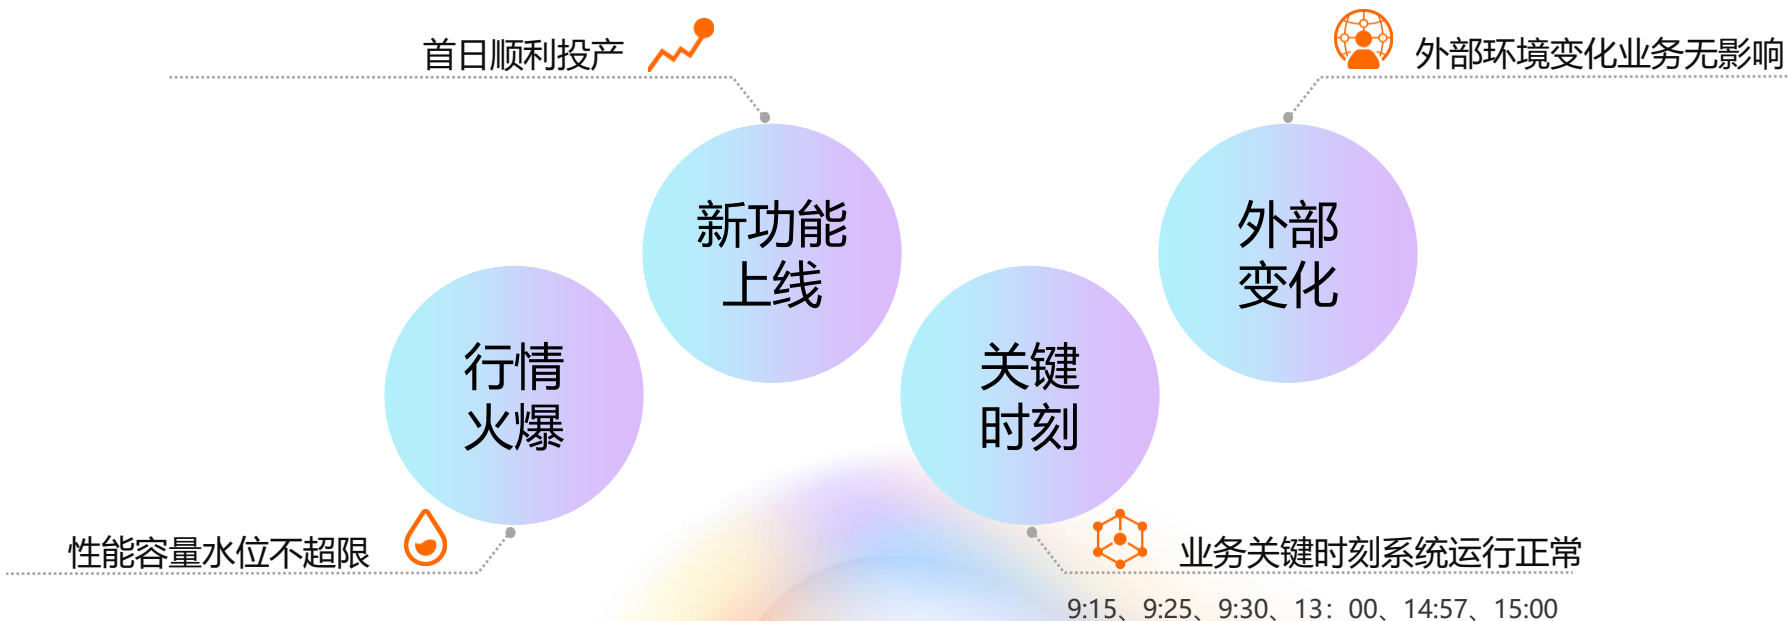 首日顺利投产
外部环境变化业务无影响
新功能
上线
外部
变化
行情
火爆
关键
时刻
性能容量水位不超限
业务关键时刻系统运行正常
9:15、9:25、9:30、13：00、14:57、15:00